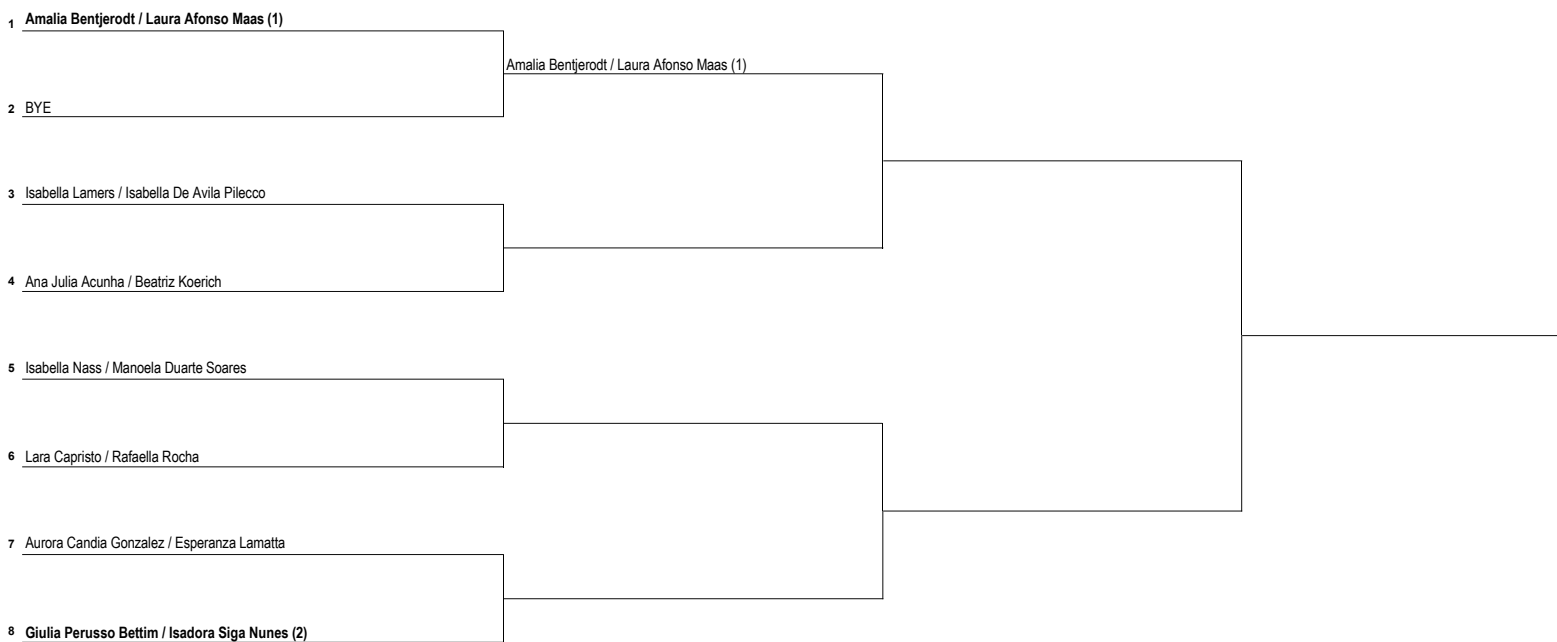 1 Amalia Bentjerodt / Laura Afonso Maas (1)
Amalia Bentjerodt / Laura Afonso Maas (1)
2 BYE
3 Isabella Lamers / Isabella De Avila Pilecco
4 Ana Julia Acunha / Beatriz Koerich
5 Isabella Nass / Manoela Duarte Soares
6 Lara Capristo / Rafaella Rocha
7 Aurora Candia Gonzalez / Esperanza Lamatta
8 Giulia Perusso Bettim / Isadora Siga Nunes (2)